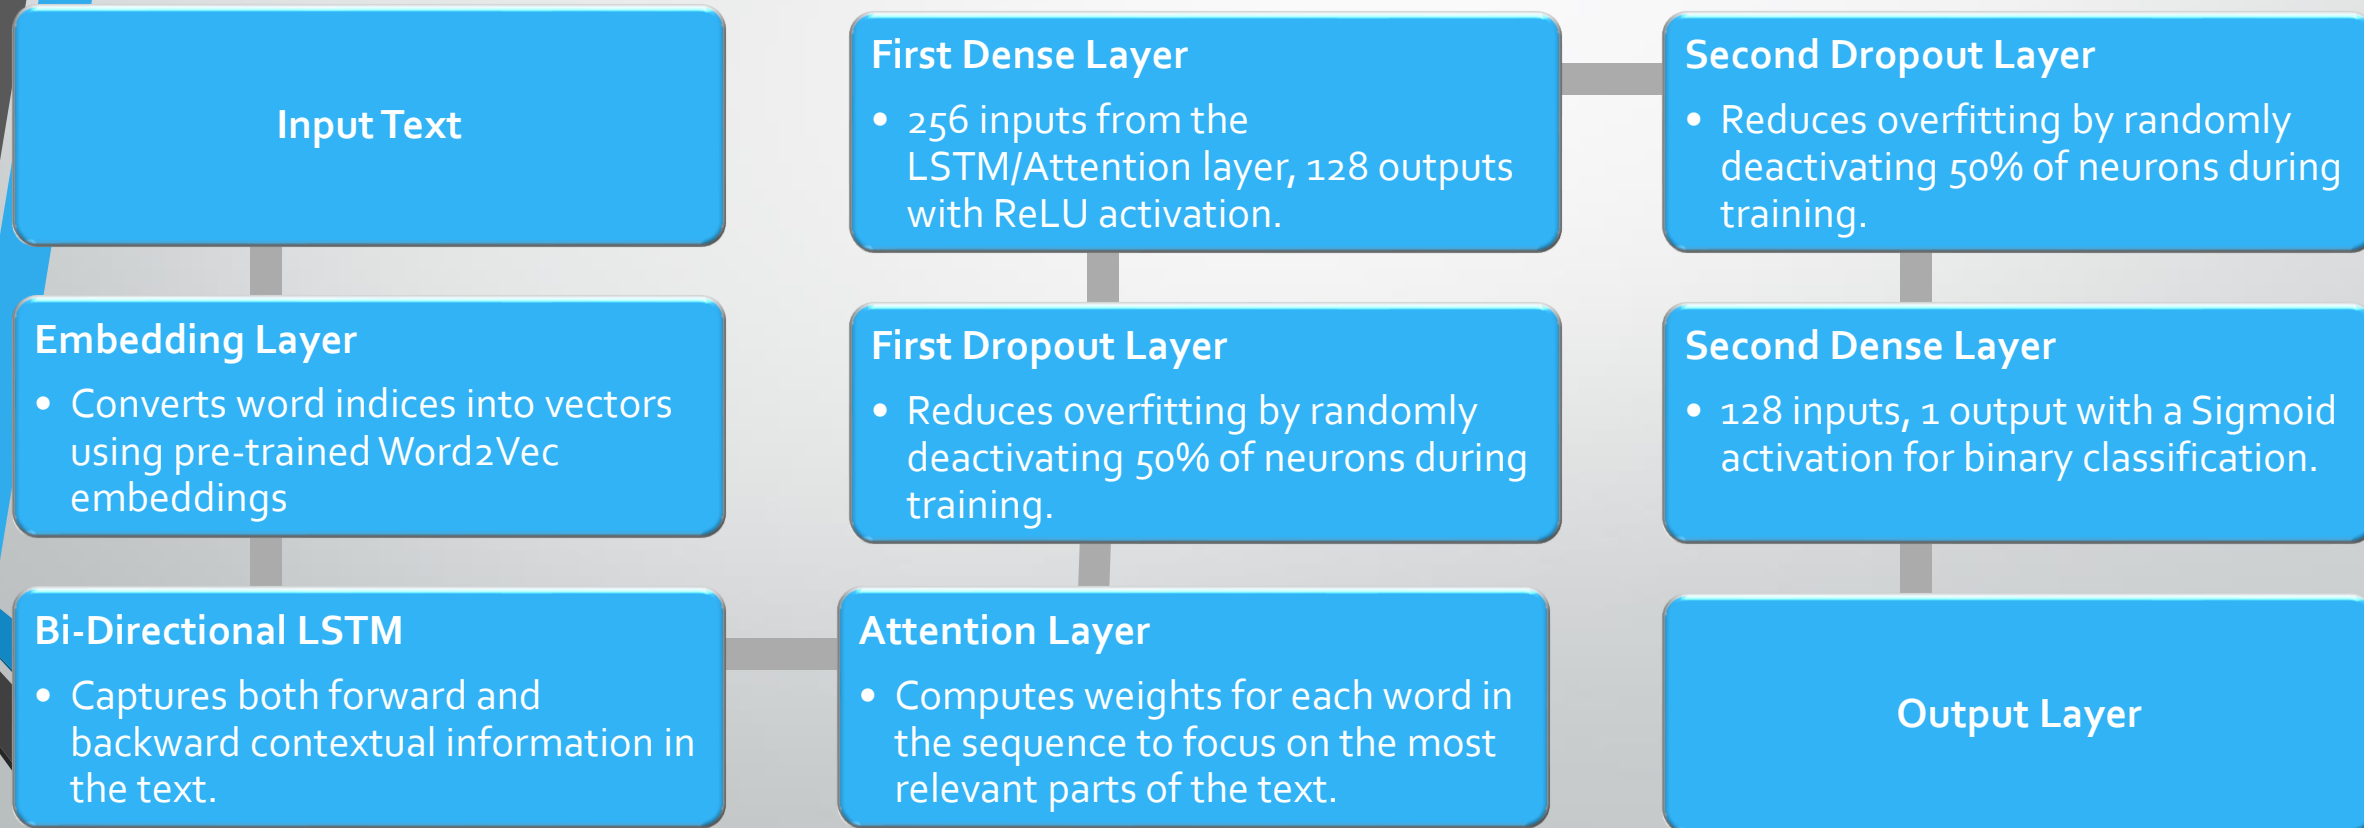 Input Text
Embedding Layer
• Converts word indices into vectors
using pre-trained Word2Vec
embeddings
Bi-Directional LSTM
• Captures both forward and
backward contextual information in
the text.
Attention Layer
• Computes weights for each word in
the sequence to focus on the most
relevant parts of the text.
First Dropout Layer
• Reduces overfitting by randomly
deactivating 50% of neurons during
training.
First Dense Layer
• 256 inputs from the
LSTM/Attention layer, 128 outputs
with ReLU activation.
Second Dropout Layer
• Reduces overfitting by randomly
deactivating 50% of neurons during
training.
Second Dense Layer
• 128 inputs, 1 output with a Sigmoid
activation for binary classification.
Output Layer